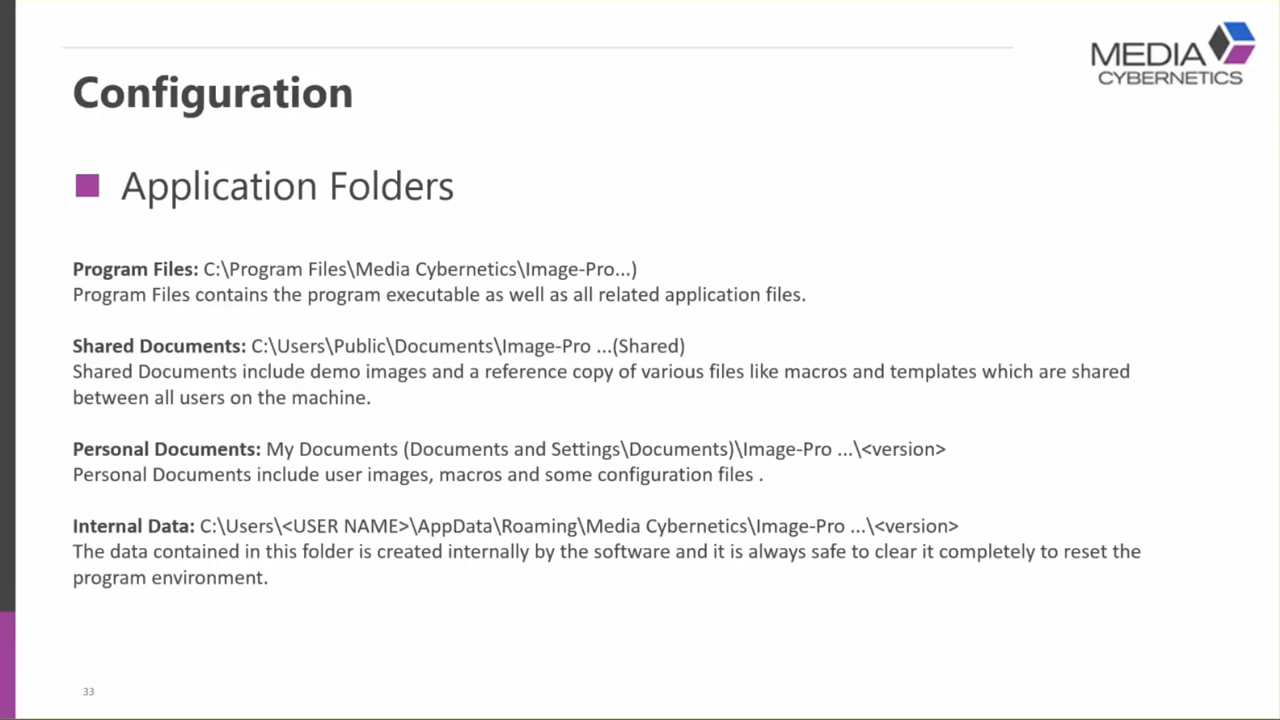 MEDIA
CYBERNETICS
Configuration
Application Folders
Program Files: C:\Program Files\Media Cybernetics\Image-Pro...)
Program Files contains the program executable as well as all related application files.
Shared Documents: C:\Users\Public\Documents\Image-Pro ...(Shared)
Shared Documents include demo images and a reference copy of various files like macros and templates which are shared
between all users on the machine.
Personal Documents: My Documents (Documents and Settings\Documents)\Image-Pro ...\<version>
Personal Documents include user images, macros and some configuration files .
Internal Data: C:\Users\<USER NAME>\AppData\Roaming\Media Cybernetics\Image-Pro ...\<version>
The data contained in this folder is created internally by the software and it is always safe to clear it completely to reset the
program environment.
33